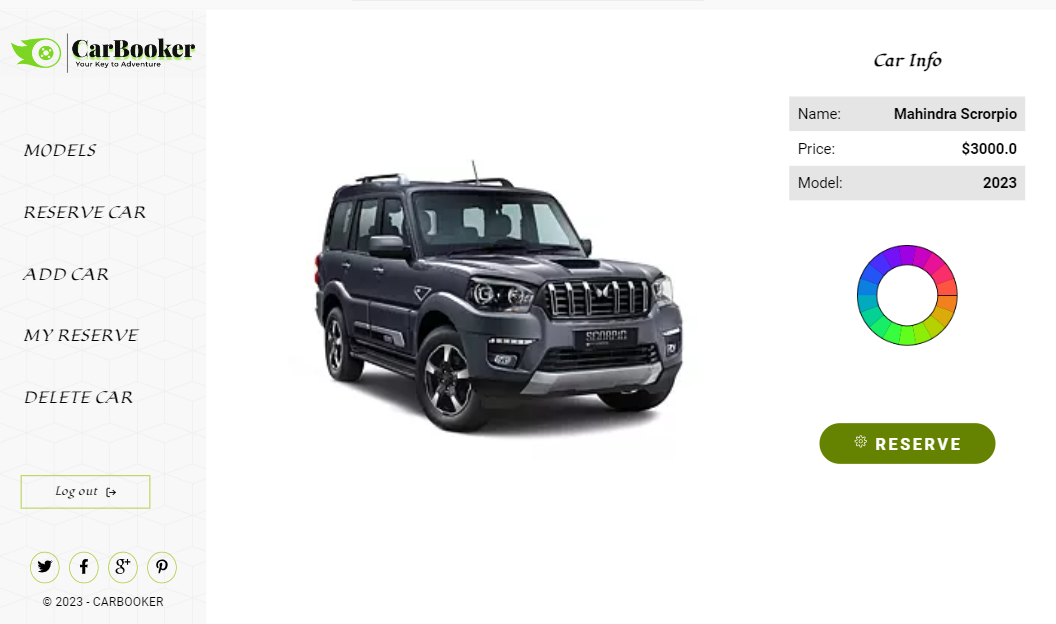 CarBooker
Your Key to Adventure
MODELS
RESERVE CAR
ADD CAR
MY RESERVE
DELETE CAR
Log out
© 2023 - CARBOOKER
SCORPIO
Car Info
Name: Mahindra Scrorpio
Price: $3000.0
Model: 2023
RESERVE